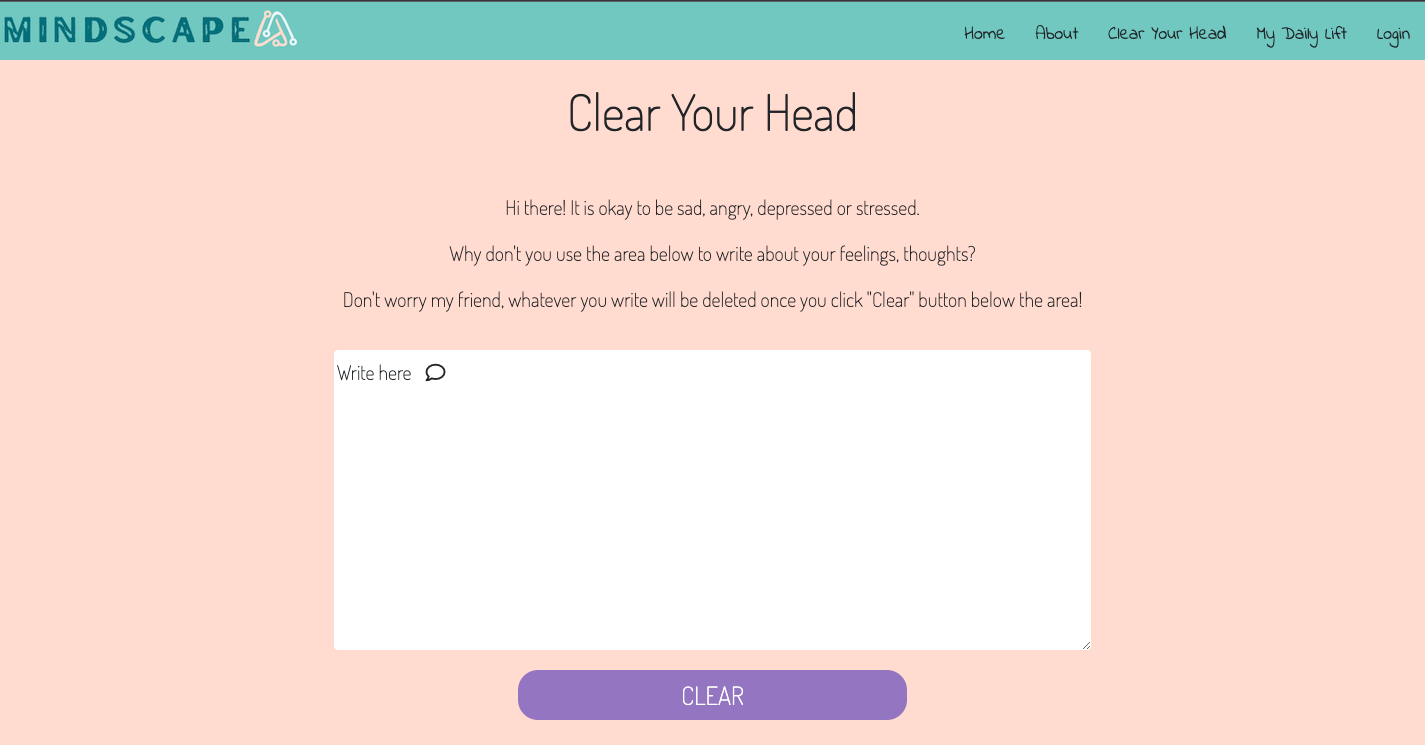 MINDSCAPE
Home About Clear Your Head My Daily Lift Login
Clear Your Head
Hi there! It is okay to be sad, angry, depressed or stressed.
Why don't you use the area below to write about your feelings, thoughts?
Don't worry my friend, whatever you write will be deleted once you click "Clear" button below the area!
Write here
CLEAR